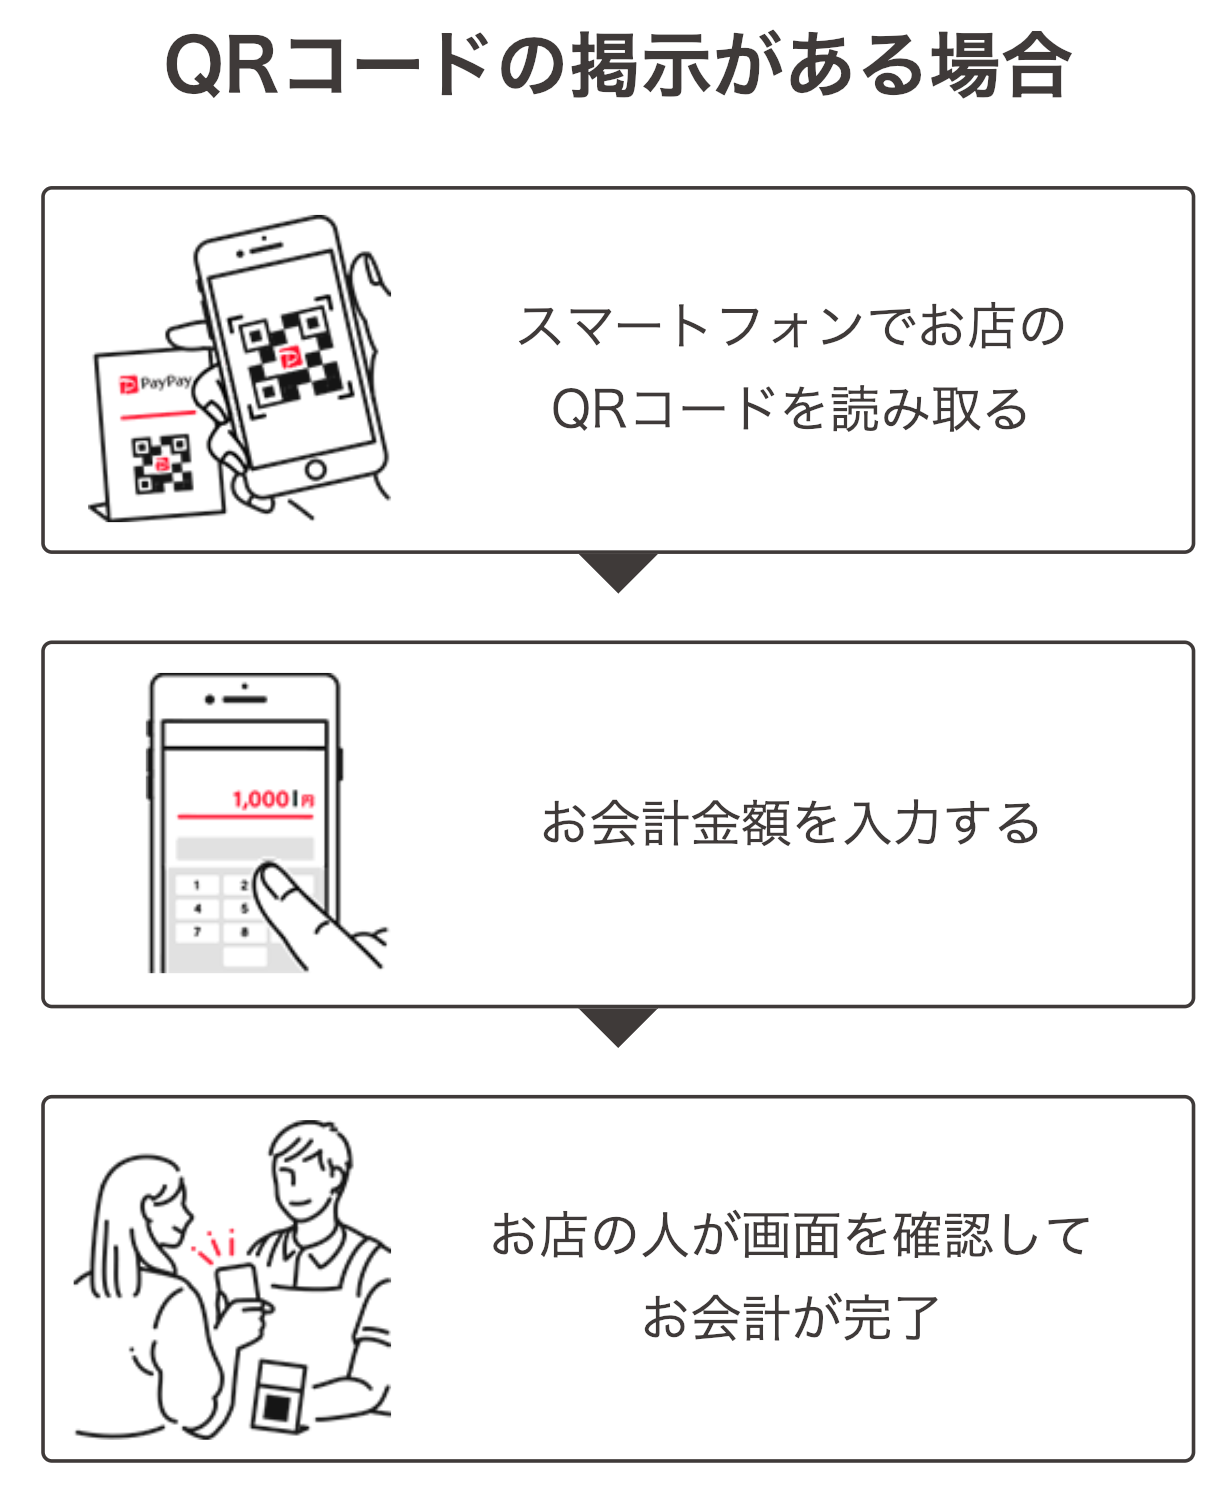 QRコードの掲示がある場合
スマートフォンでお店の
QRコードを読み取る
PayPay
お会計金額を入力する
1,000円
1 2
4 5
7 8
お店の人が画面を確認して
お会計が完了